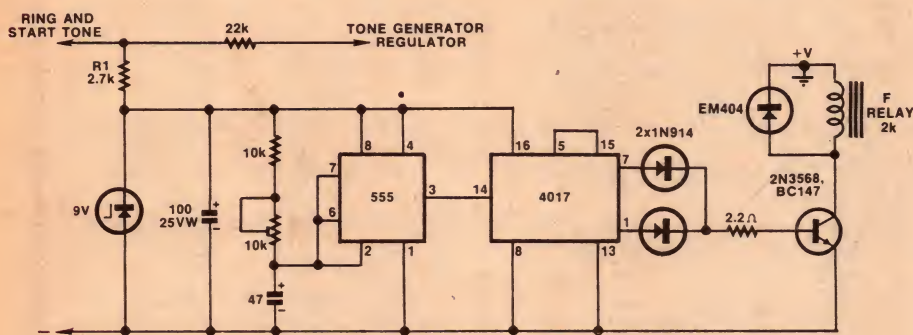 RING AND
START TONE
22k
TONE GENERATOR
REGULATOR
R1
2.7k
+V
EM404
F
RELAY
2k
10k
8
4
16
5
15
7
2x1N914
7
2N3568,
BC147
9V
100
25VW
+
-
10k
6
555
3
14
4017
1
2.2Ω
2
1
8
13
47
+
-
-